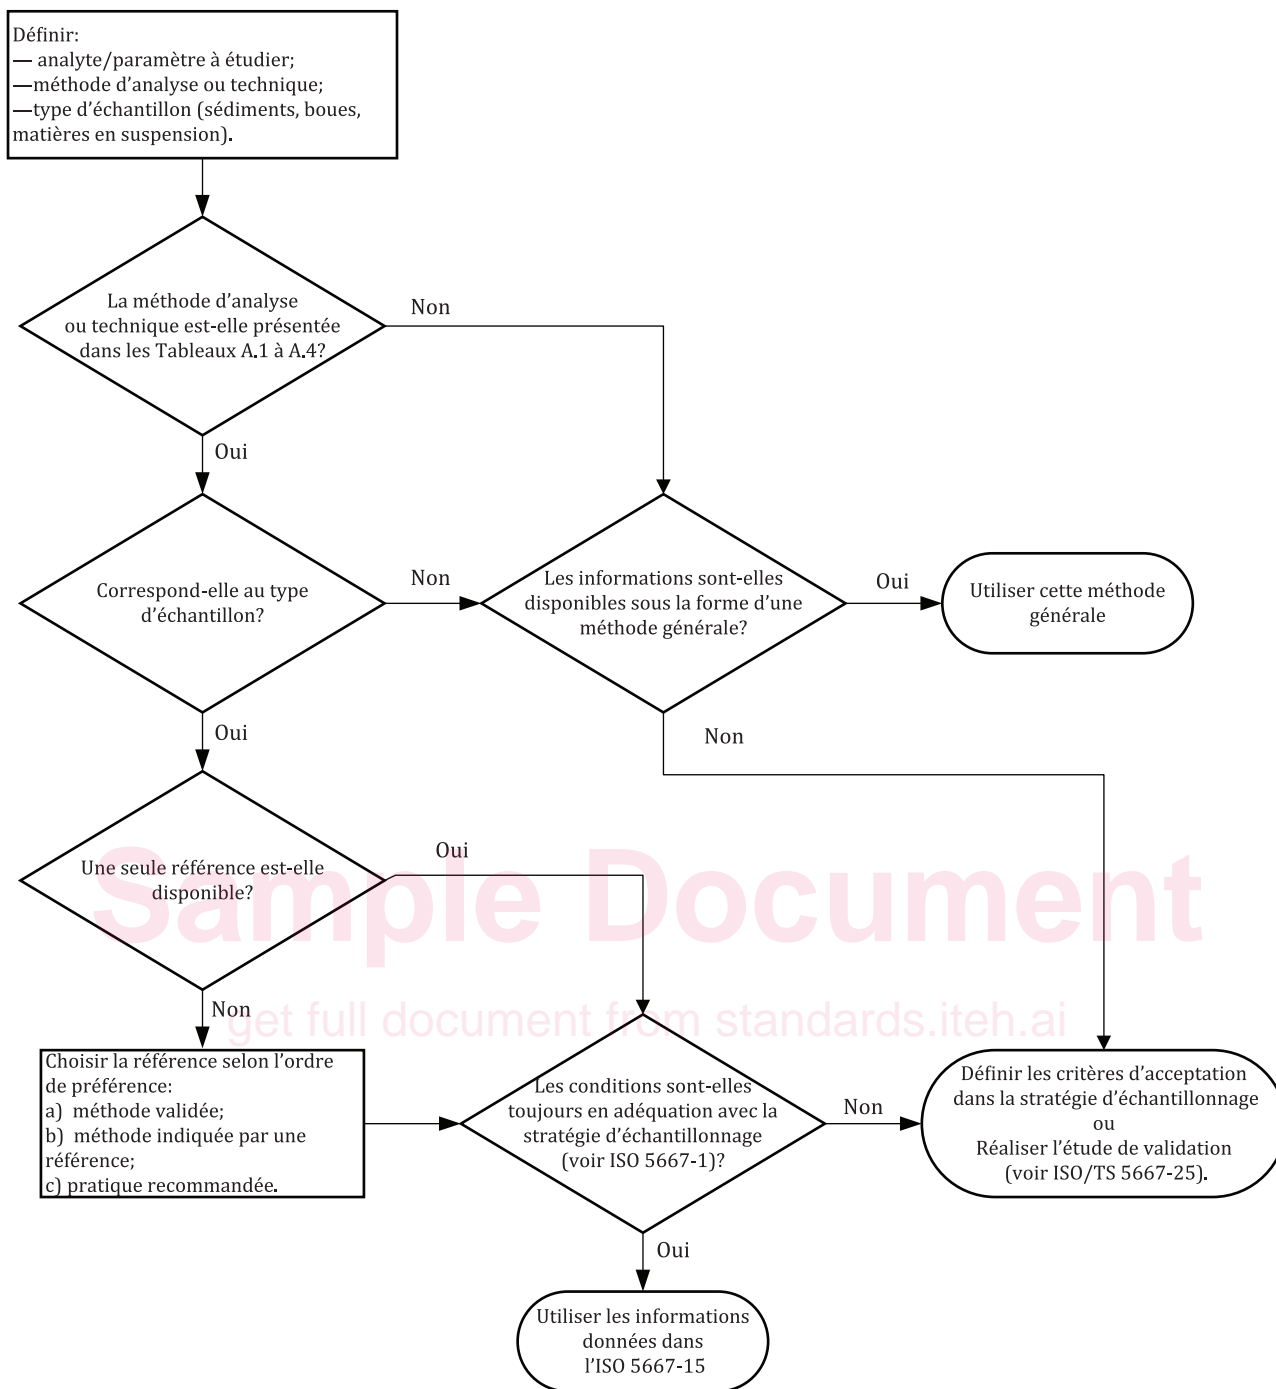 Définir:
— analyte/paramètre à étudier;
—méthode d'analyse ou technique;
—type d'échantillon (sédiments, boues,
matières en suspension).
La méthode d'analyse
ou technique est-elle présentée
dans les Tableaux A.1 à A.4?
Non
Oui
Correspond-elle au type
d'échantillon?
Non
Les informations sont-elles
disponibles sous la forme d'une
méthode générale?
Oui
Utiliser cette méthode
générale
Oui
Non
Une seule référence est-elle
disponible?
Oui
Sample Document
get full document from standards.iteh.ai
Non
Choisir la référence selon l'ordre
de préférence:
a) méthode validée;
b) méthode indiquée par une
référence;
c) pratique recommandée.
Les conditions sont-elles
toujours en adéquation avec la
stratégie d'échantillonnage
(voir ISO 5667-1)?
Non
Définir les critères d'acceptation
dans la stratégie d'échantillonnage
ou
Réaliser l'étude de validation
(voir ISO/TS 5667-25).
Oui
Utiliser les informations
données dans
l'ISO 5667-15